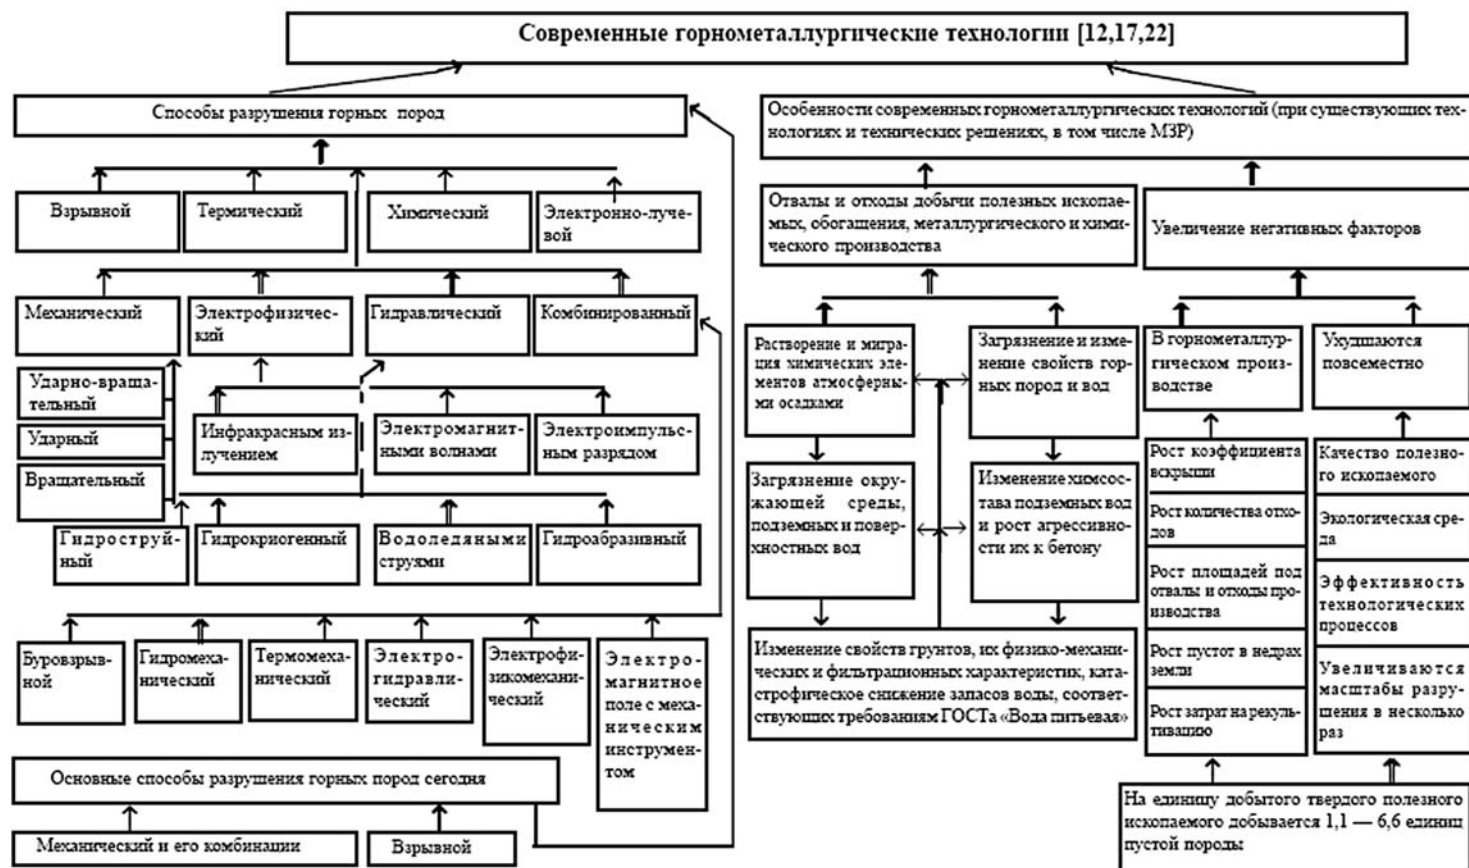 Современные горнометаллургические технологии [12,17,22]
Способы разрушения горных пород
Взрывной
Термический
Химический
Электронно-луче-
вой
Механический
Электрофизичес-
кий
Гидравлический
Комбинированный
Ударно-враща-
тельный
Ударный
Вращательный
Инфракрасным из-
лучением
Электромагнит-
ными волнами
Электроимпульс-
ным разрядом
Гидроструй-
ный
Гидрокриогенный
Водоледяными
струями
Гидроабразивный
Буровзрыв-
ной
Гидромеха-
нический
Термомеха-
нический
Электро-
гидравли-
ческий
Электрофи-
зикомехани-
ческий
Электро-
магнитное
поле с меха-
ническим
инструмен-
том
Основные способы разрушения горных пород сегодня
Механический и его комбинации
Взрывной
Особенности современных горнометаллургических технологий (при существующих тех-
нологиях и технических решениях, в том числе МЗР)
Отвалы и отходы добычи полезных ископае-
мых, обогащения, металлургического и хими-
ческого производства
Увеличение негативных факторов
Растворение и миг-
рация химических эле-
ментов атмосферны-
ми осадками
Загрязнение и изме-
нение свойств гор-
ных пород и вод
В горнометаллур-
гическом произ-
водстве
Ухудшаются
повсеместно
Загрязнение окру-
жающей среды,
подземных и повер-
хностных вод
Изменение химсос-
тава подземных вод
и рост агрессивнос-
ти их к бетону
Изменение свойств грунтов, их физико-механи-
ческих и фильтрационных характеристик, ката-
строфическое снижение запасов воды, соответ-
ствующих требованиям ГОСТа «Вода питьевая»
Рост коэффициента
вскрыши
Рост количества отхо-
дов
Рост площадей под
отвалы и отходы про-
изводства
Рост пустот в недрах
земли
Рост затрат на рекуль-
тивацию
Качество полезно-
го ископаемого
Экологическая сре-
да
Эффективность
технологических
процессов
Увеличиваются
масштабы разру-
шения в несколько
раз
На единицу добытого твердого полезного
ископаемого добывается 1,1 — 6,6 единиц
пустой породы